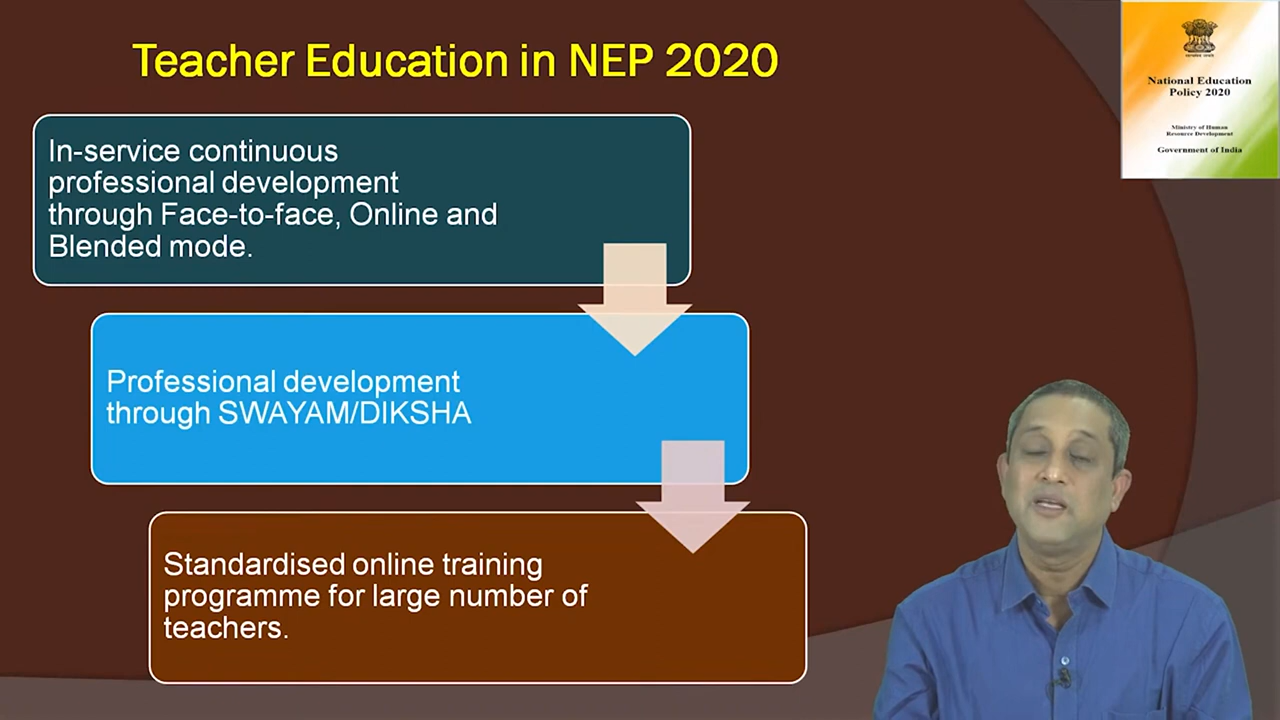 Teacher Education in NEP 2020
In-service continuous
professional development
through Face-to-face, Online and
Blended mode.
Professional development
through SWAYAM/DIKSHA
Standardised online training
programme for large number of
teachers.
National Education
Policy 2020
Ministry of Human
Resource Development
Government of India